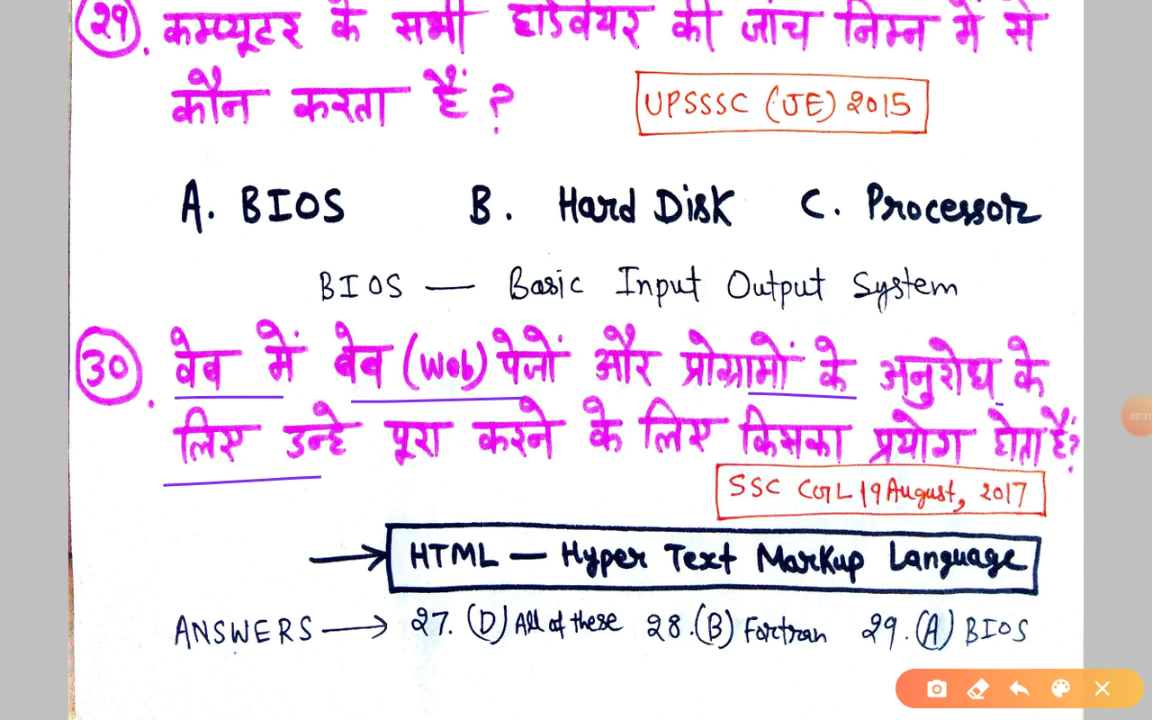 29. कम्प्यूटर के सभी हार्डवेयर की जांच निम्न में से
कौन करता हैं ?
UPSSSC (JE) 2015
A. BIOS B. Hard Disk C. Processor
BIOS — Basic Input Output System
30. वेब में वेब (Web) पेजों और प्रोग्रामों के अनुरोध के
लिए उन्हे पूरा करने के लिए किसका प्रयोग होता हैं?
SSC CGL 19 August, 2017
→ HTML — Hyper Text Markup Language
ANSWERS → 27. (D) All of these 28. (B) Fortran 29. (A) BIOS
02:31